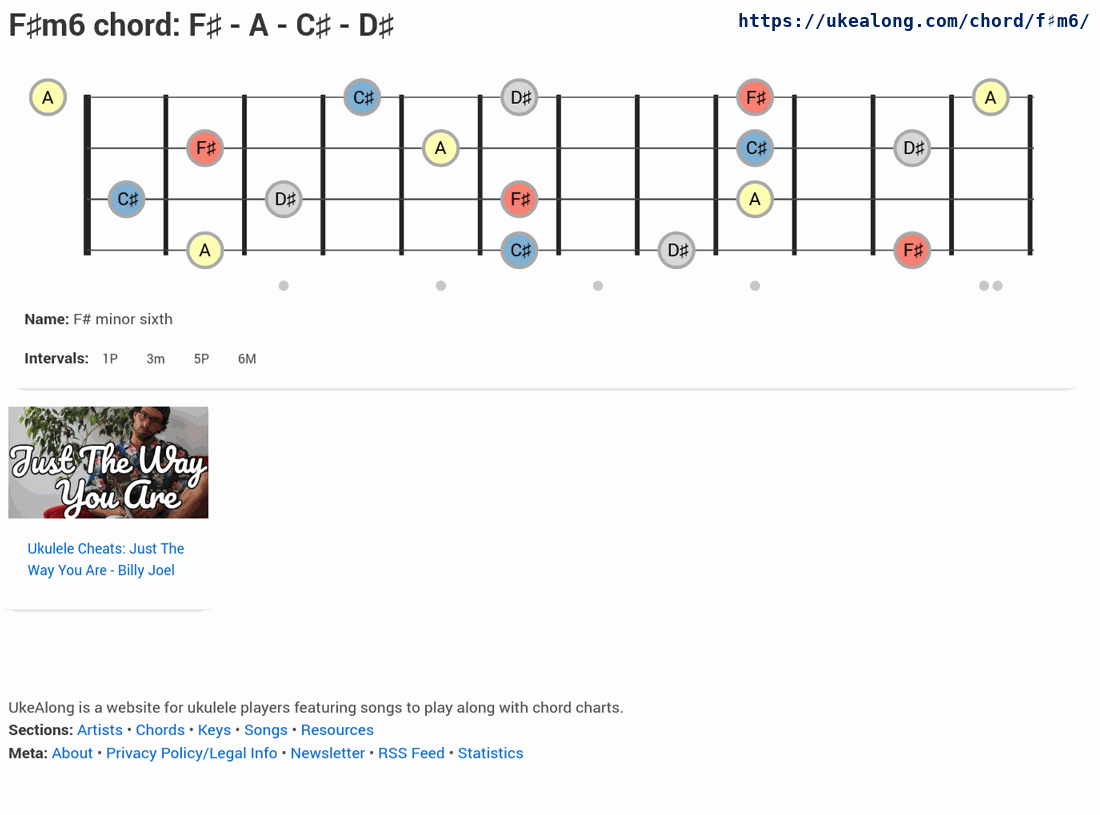 F♯m6 chord: F♯ - A - C♯ - D♯
https://ukealong.com/chord/f♯m6/
A C♯ D♯ F♯ A
F♯ A C♯ D♯
C♯ D♯ F♯ A
A C♯ D♯ F♯
Name: F# minor sixth
Intervals: 1P 3m 5P 6M
Just The Way
You Are
Ukulele Cheats: Just The
Way You Are - Billy Joel
UkeAlong is a website for ukulele players featuring songs to play along with chord charts.
Sections: Artists • Chords • Keys • Songs • Resources
Meta: About • Privacy Policy/Legal Info • Newsletter • RSS Feed • Statistics